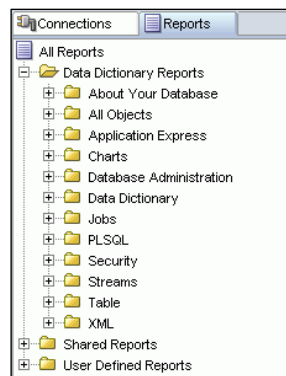 Connections Reports
All Reports
Data Dictionary Reports
About Your Database
All Objects
Application Express
Charts
Database Administration
Data Dictionary
Jobs
PLSQL
Security
Streams
Table
XML
Shared Reports
User Defined Reports